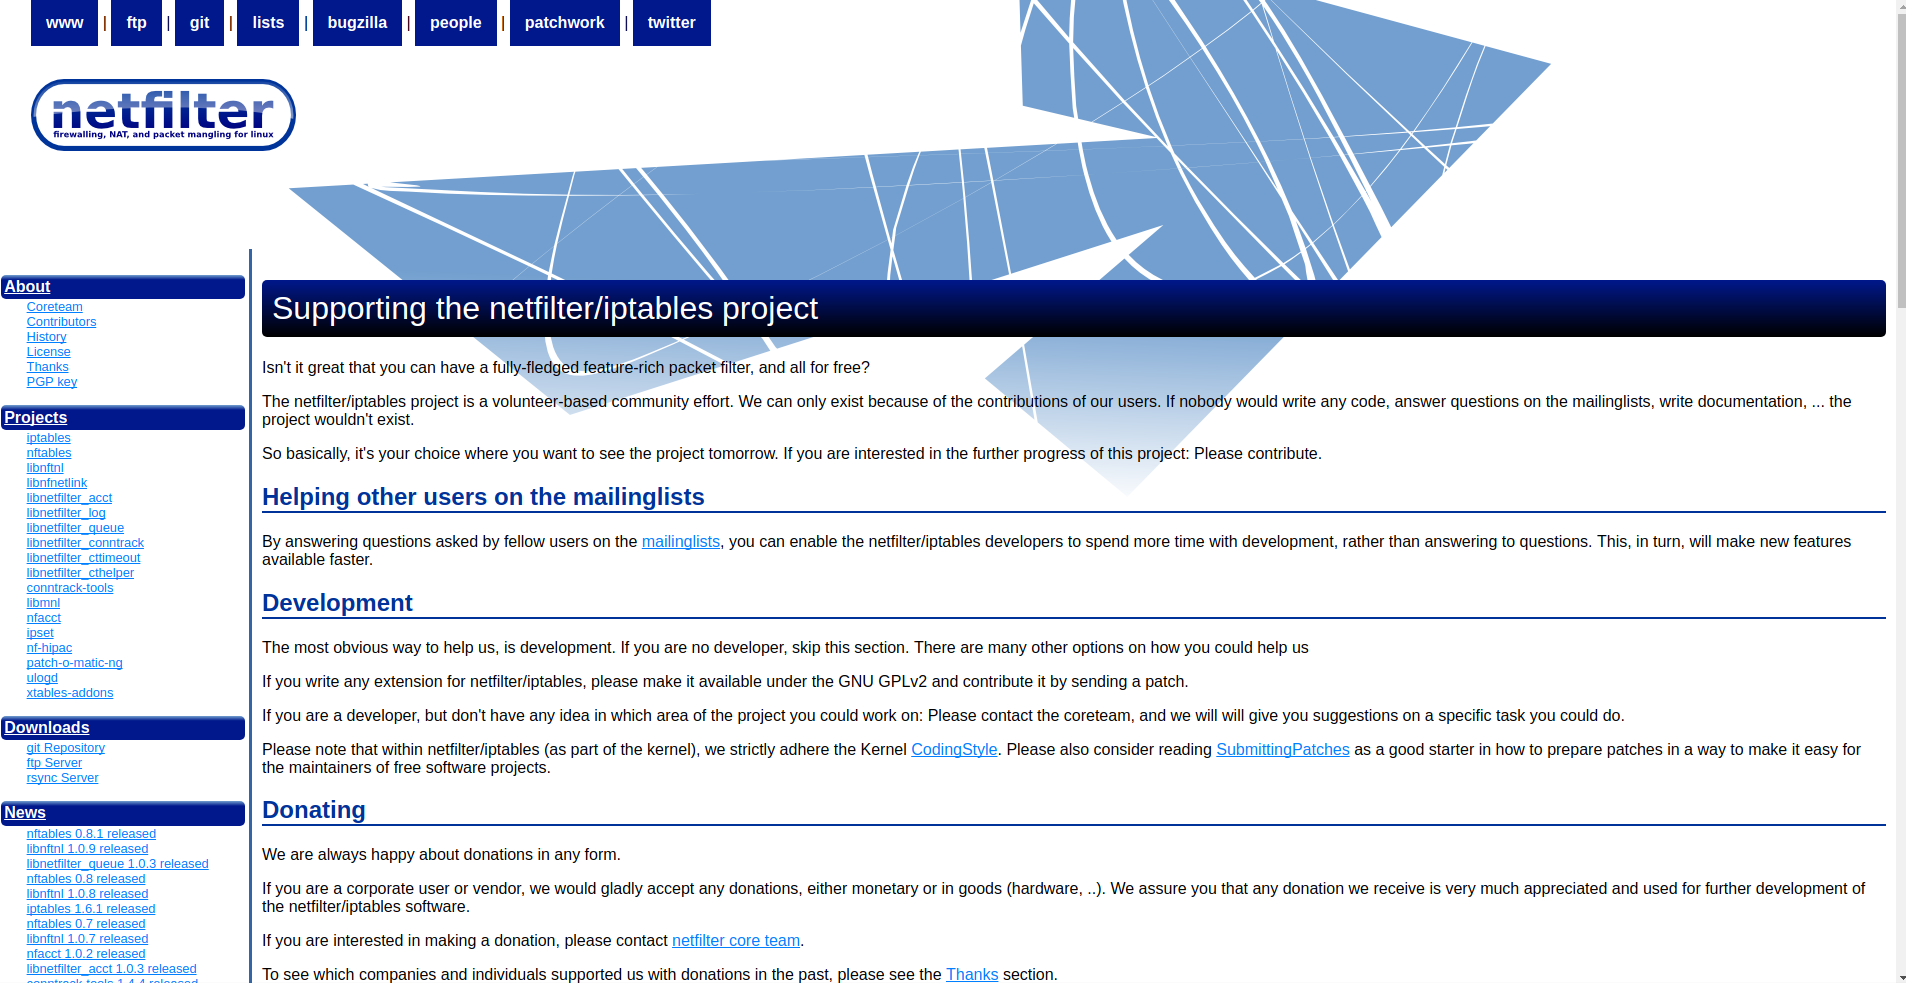 www | ftp | git | lists | bugzilla | people | patchwork | twitter
netfilter
firewalling, NAT, and packet mangling for linux
About
Coreteam
Contributors
History
License
Thanks
PGP key
Projects
iptables
nftables
libnftnl
libnfnetlink
libnetfilter_acct
libnetfilter_log
libnetfilter_queue
libnetfilter_conntrack
libnetfilter_cttimeout
libnetfilter_cthelper
conntrack-tools
libmnl
nfacct
ipset
nf-hipac
patch-o-matic-ng
ulogd
xtables-addons
Downloads
git Repository
ftp Server
rsync Server
News
nftables 0.8.1 released
libnftnl 1.0.9 released
libnetfilter_queue 1.0.3 released
nftables 0.8 released
libnftnl 1.0.8 released
iptables 1.6.1 released
nftables 0.7 released
libnftnl 1.0.7 released
nfacct 1.0.2 released
libnetfilter_acct 1.0.3 released
conntrack-tools 1.4.4 released
Supporting the netfilter/iptables project
Isn't it great that you can have a fully-fledged feature-rich packet filter, and all for free?
The netfilter/iptables project is a volunteer-based community effort. We can only exist because of the contributions of our users. If nobody would write any code, answer questions on the mailinglists, write documentation, ... the
project wouldn't exist.
So basically, it's your choice where you want to see the project tomorrow. If you are interested in the further progress of this project: Please contribute.
Helping other users on the mailinglists
By answering questions asked by fellow users on the mailinglists, you can enable the netfilter/iptables developers to spend more time with development, rather than answering to questions. This, in turn, will make new features
available faster.
Development
The most obvious way to help us, is development. If you are no developer, skip this section. There are many other options on how you could help us
If you write any extension for netfilter/iptables, please make it available under the GNU GPLv2 and contribute it by sending a patch.
If you are a developer, but don't have any idea in which area of the project you could work on: Please contact the coreteam, and we will will give you suggestions on a specific task you could do.
Please note that within netfilter/iptables (as part of the kernel), we strictly adhere the Kernel CodingStyle. Please also consider reading SubmittingPatches as a good starter in how to prepare patches in a way to make it easy for
the maintainers of free software projects.
Donating
We are always happy about donations in any form.
If you are a corporate user or vendor, we would gladly accept any donations, either monetary or in goods (hardware, ..). We assure you that any donation we receive is very much appreciated and used for further development of
the netfilter/iptables software.
If you are interested in making a donation, please contact netfilter core team.
To see which companies and individuals supported us with donations in the past, please see the Thanks section.